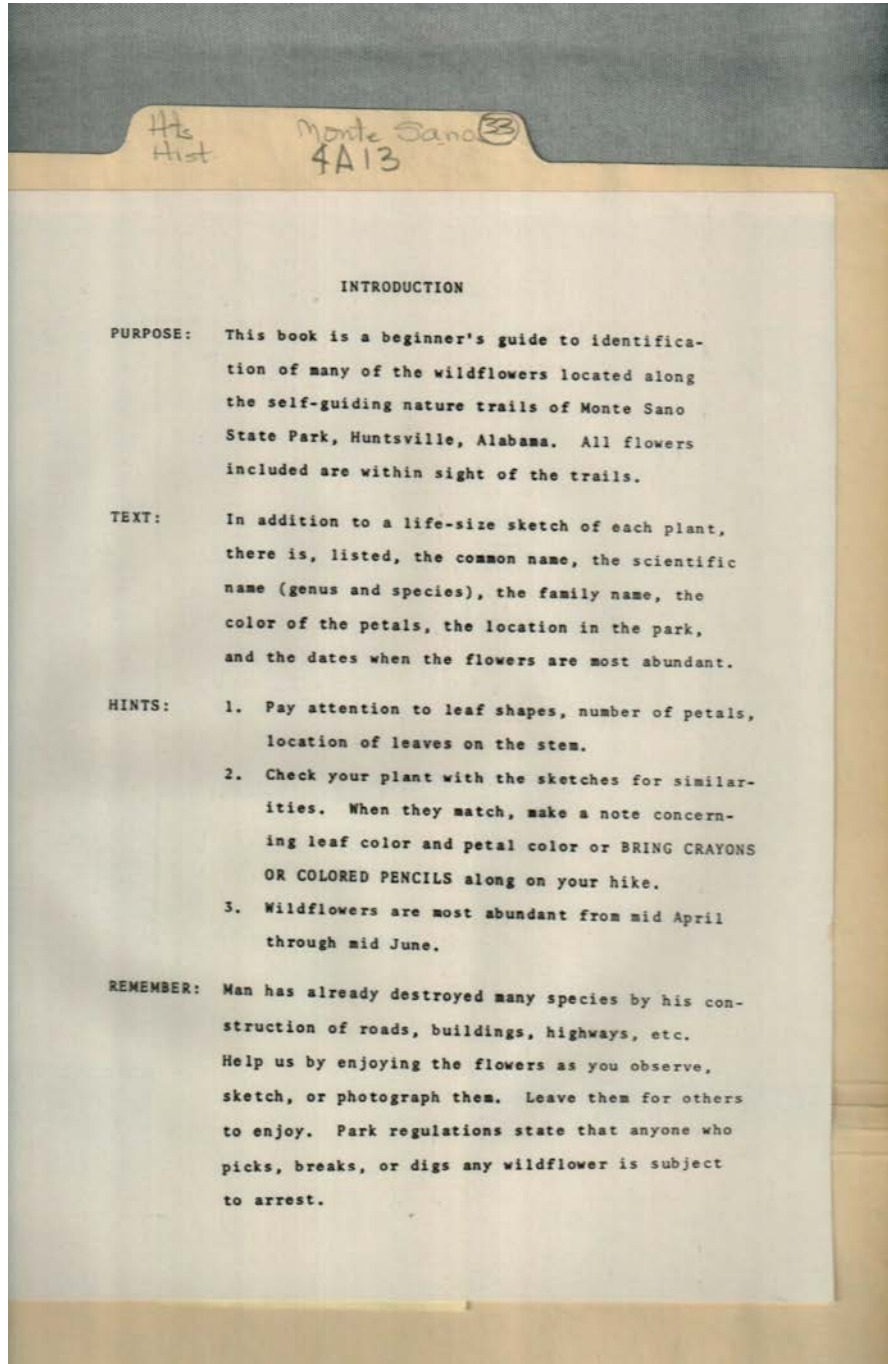 Hts Monte Sano 33
Hist 4A13
INTRODUCTION
PURPOSE: This book is a beginner's guide to identifica-
tion of many of the wildflowers located along
the self-guiding nature trails of Monte Sano
State Park, Huntsville, Alabama. All flowers
included are within sight of the trails.
TEXT: In addition to a life-size sketch of each plant,
there is, listed, the common name, the scientific
name (genus and species), the family name, the
color of the petals, the location in the park,
and the dates when the flowers are most abundant.
HINTS: 1. Pay attention to leaf shapes, number of petals,
location of leaves on the stem.
2. Check your plant with the sketches for similar-
ities. When they match, make a note concern-
ing leaf color and petal color or BRING CRAYONS
OR COLORED PENCILS along on your hike.
3. Wildflowers are most abundant from mid April
through mid June.
REMEMBER: Man has already destroyed many species by his con-
struction of roads, buildings, highways, etc.
Help us by enjoying the flowers as you observe,
sketch, or photograph them. Leave them for others
to enjoy. Park regulations state that anyone who
picks, breaks, or digs any wildflower is subject
to arrest.